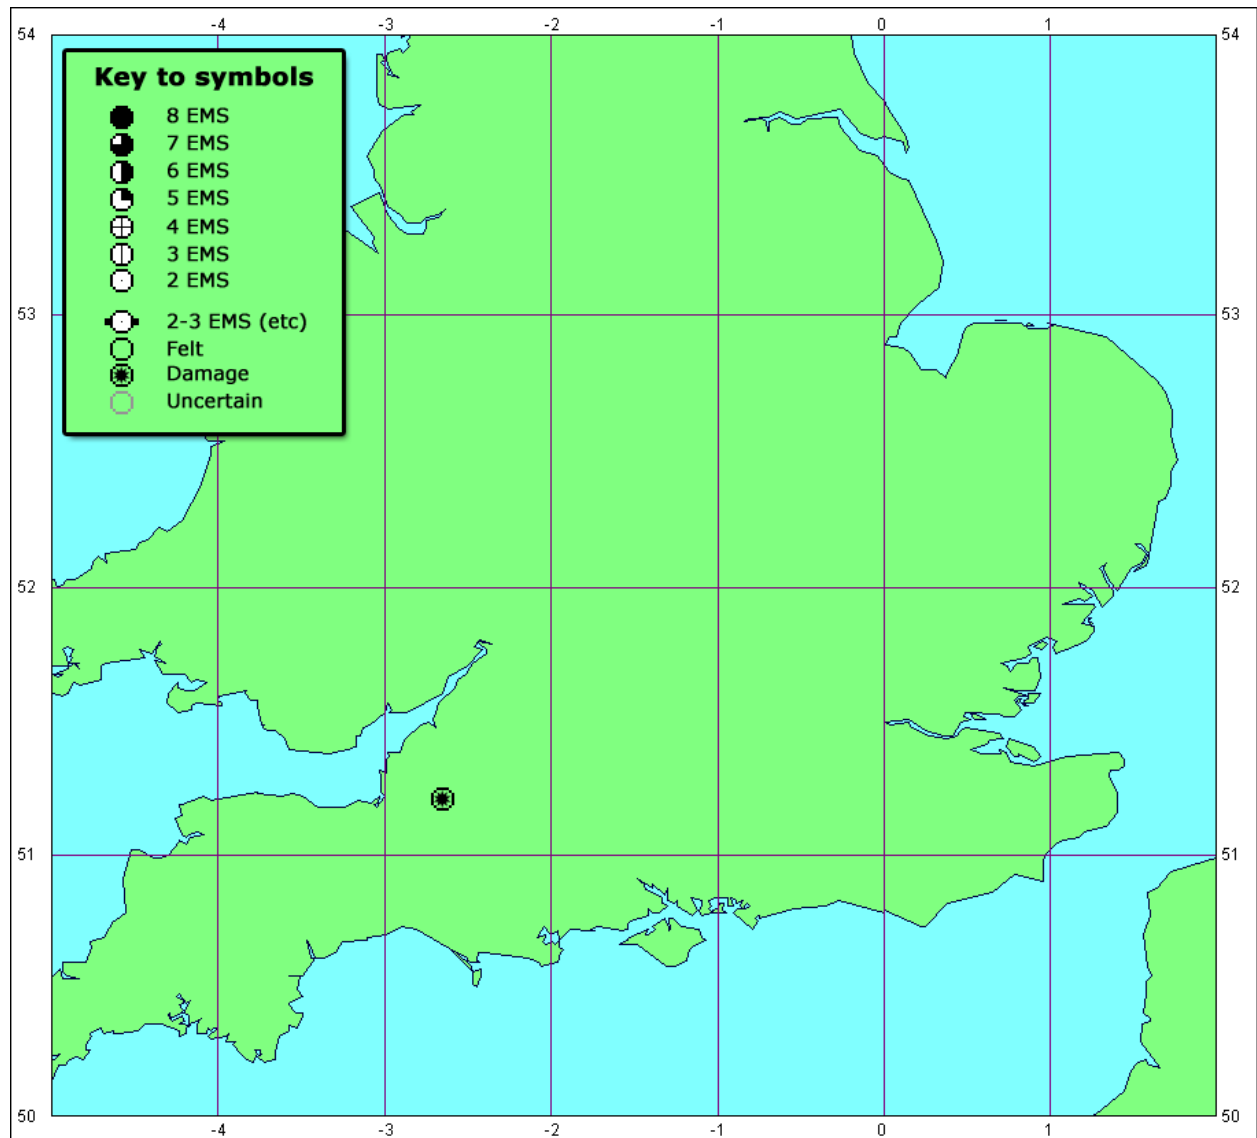 -4 -3 -2 -1 0 1
54 54
Key to symbols
8 EMS
7 EMS
6 EMS
5 EMS
4 EMS
3 EMS
2 EMS
2-3 EMS (etc)
Felt
Damage
Uncertain
53 53
52 52
51 51
50 50
-4 -3 -2 -1 0 1